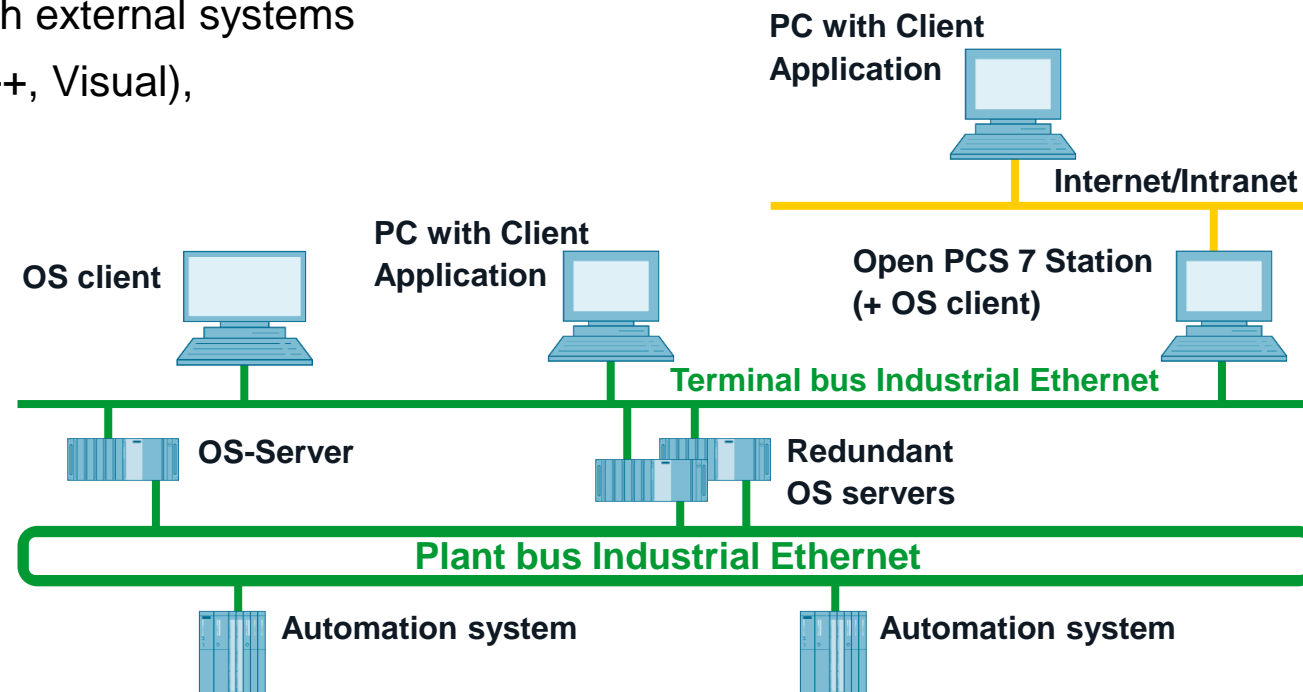 h external systems
+, Visual),
PC with Client
Application
Internet/Intranet
PC with Client
Application
OS client
Open PCS 7 Station
(+ OS client)
Terminal bus Industrial Ethernet
OS-Server
Redundant
OS servers
Plant bus Industrial Ethernet
Automation system
Automation system